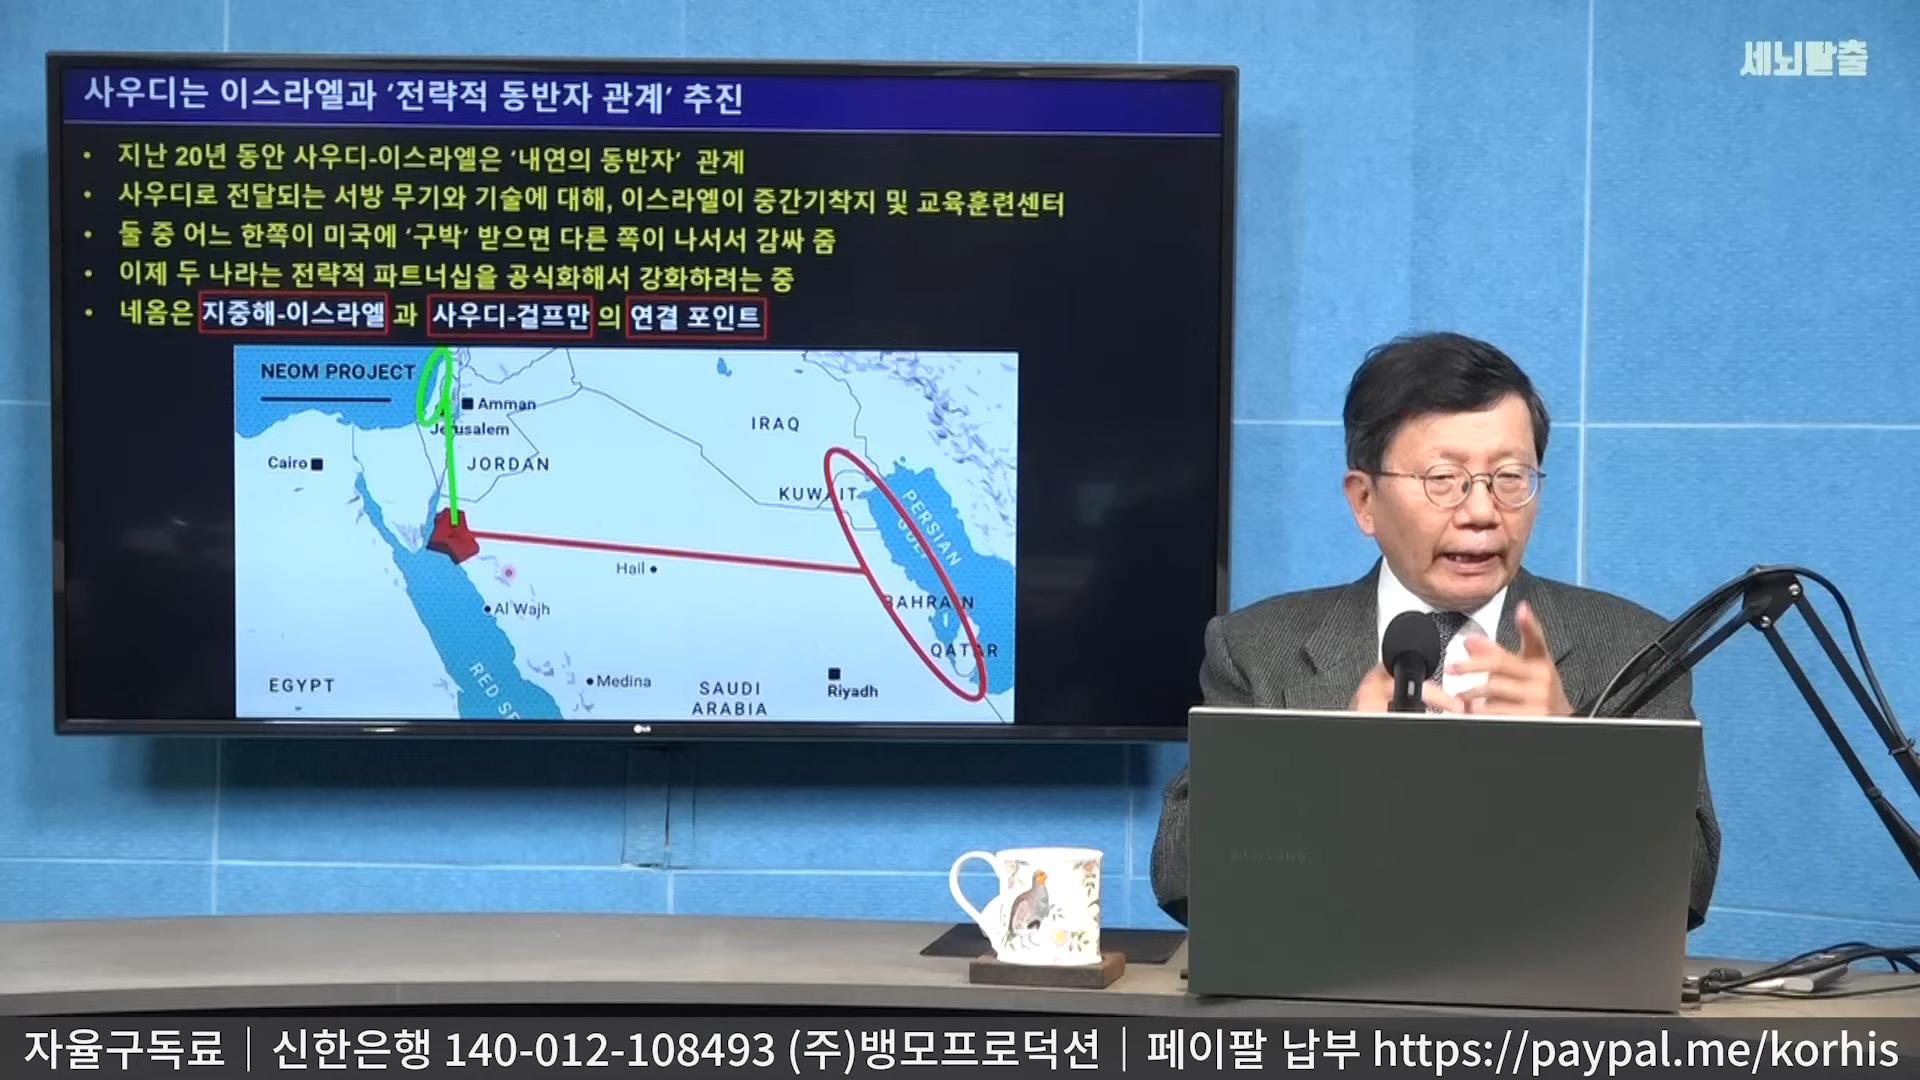 세뇌탈출
사우디는 이스라엘과 ‘전략적 동반자 관계’ 추진
• 지난 20년 동안 사우디-이스라엘은 ‘내연의 동반자’ 관계
• 사우디로 전달되는 서방 무기와 기술에 대해, 이스라엘이 중간기착지 및 교육훈련센터
• 둘 중 어느 한쪽이 미국에 ‘구박’ 받으면 다른 쪽이 나서서 감싸 줌
• 이제 두 나라는 전략적 파트너십을 공식화해서 강화하려는 중
• 네옴은 지중해-이스라엘 과 사우디-걸프만 의 연결 포인트
NEOM PROJECT
Amman
Jerusalem
IRAQ
Cairo
JORDAN
KUWAIT
PERSIAN
GULF
Hail
Al Wajh
BAHRAIN
QATAR
EGYPT
RED SE
Medina
SAUDI
ARABIA
Riyadh
LG
SAMSUNG
자율구독료｜신한은행 140-012-108493 (주)뱅모프로덕션｜페이팔 납부 https://paypal.me/korhis